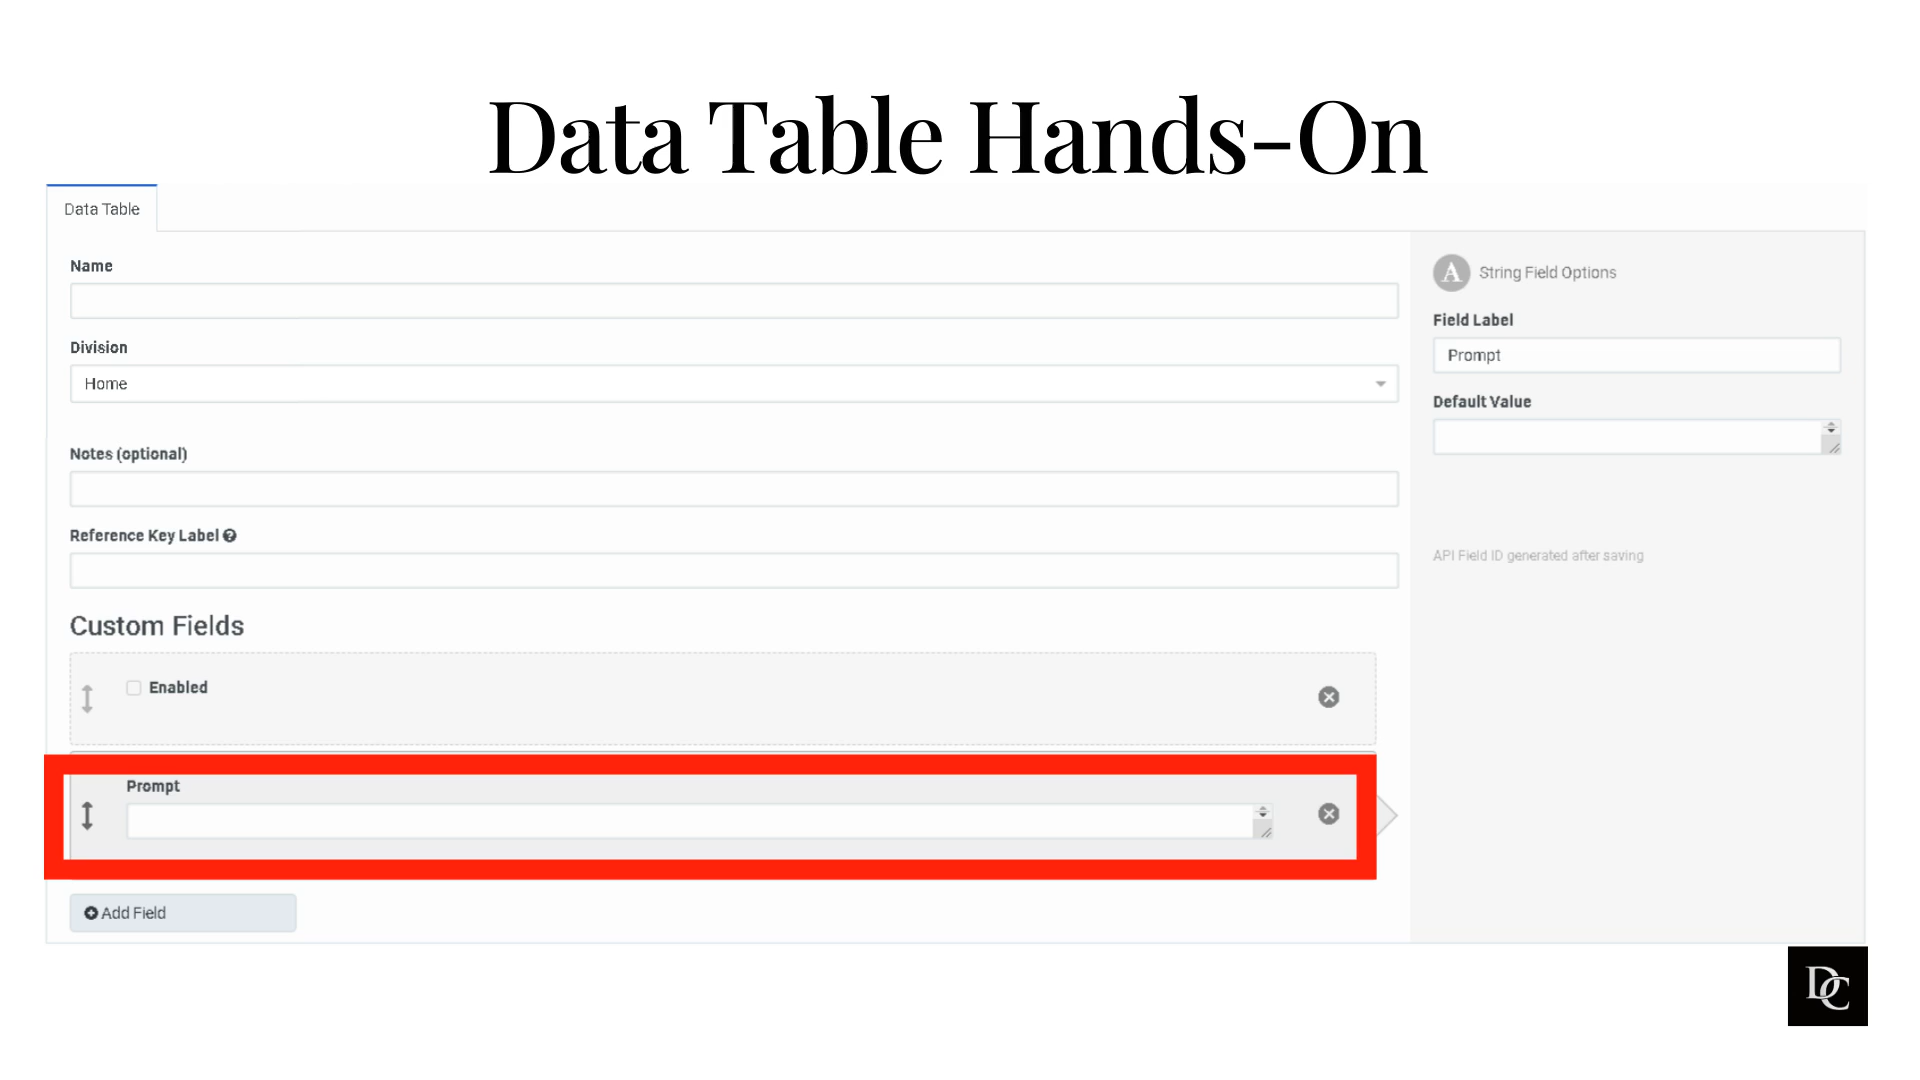 Data Table Hands-On
Data Table
Name
Division
Home
Notes (optional)
Reference Key Label
Custom Fields
Enabled
Prompt
Add Field
A String Field Options
Field Label
Prompt
Default Value
API Field ID generated after saving
DC